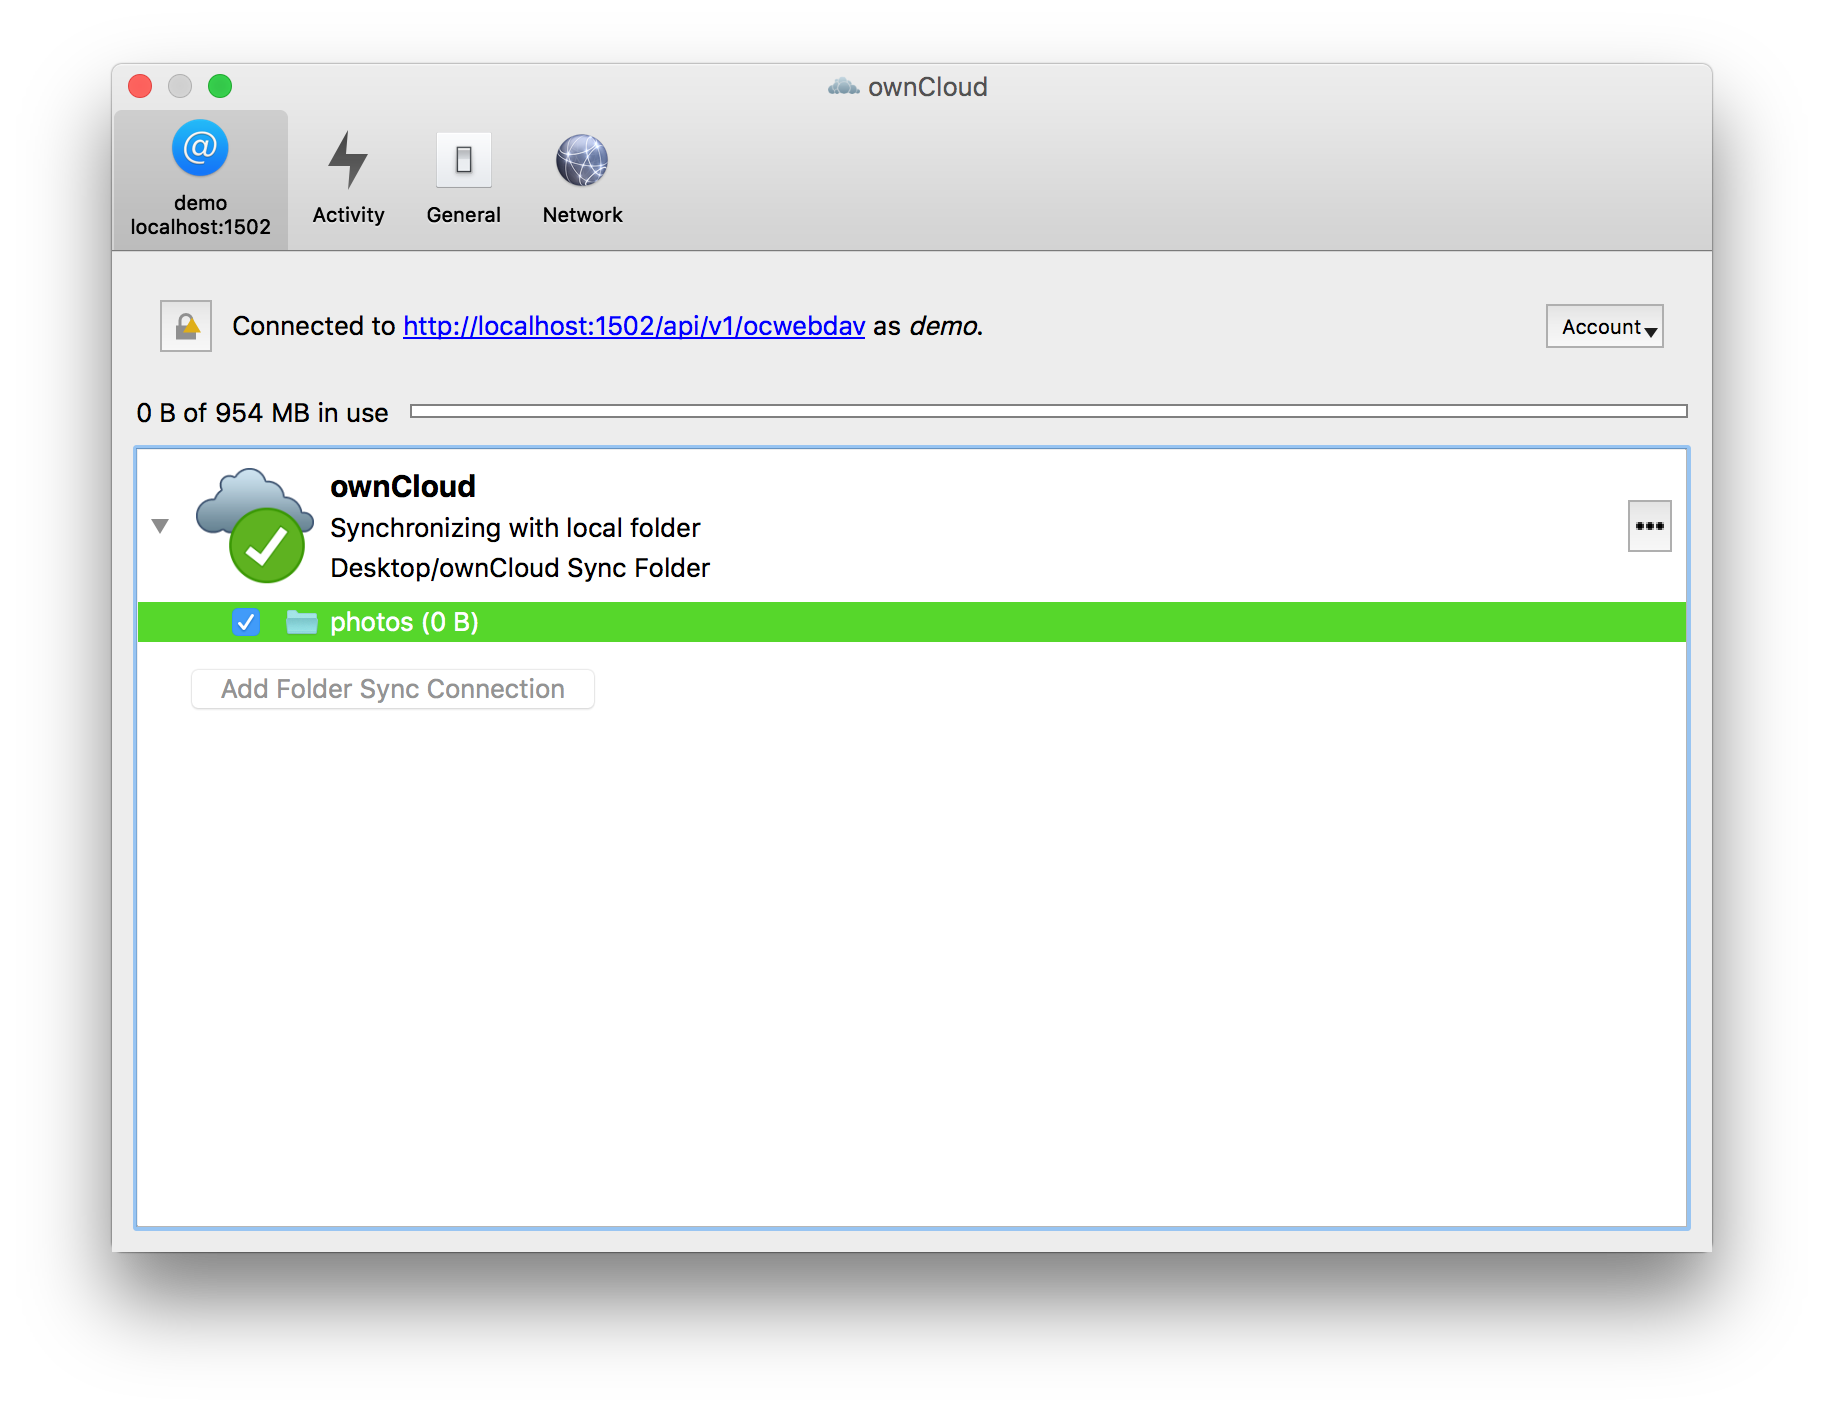 ownCloud
@
demo
localhost:1502
Activity
General
Network
Connected to http://localhost:1502/api/v1/ocwebdav as demo.
Account
0 B of 954 MB in use
ownCloud
Synchronizing with local folder
Desktop/ownCloud Sync Folder
photos (0 B)
Add Folder Sync Connection